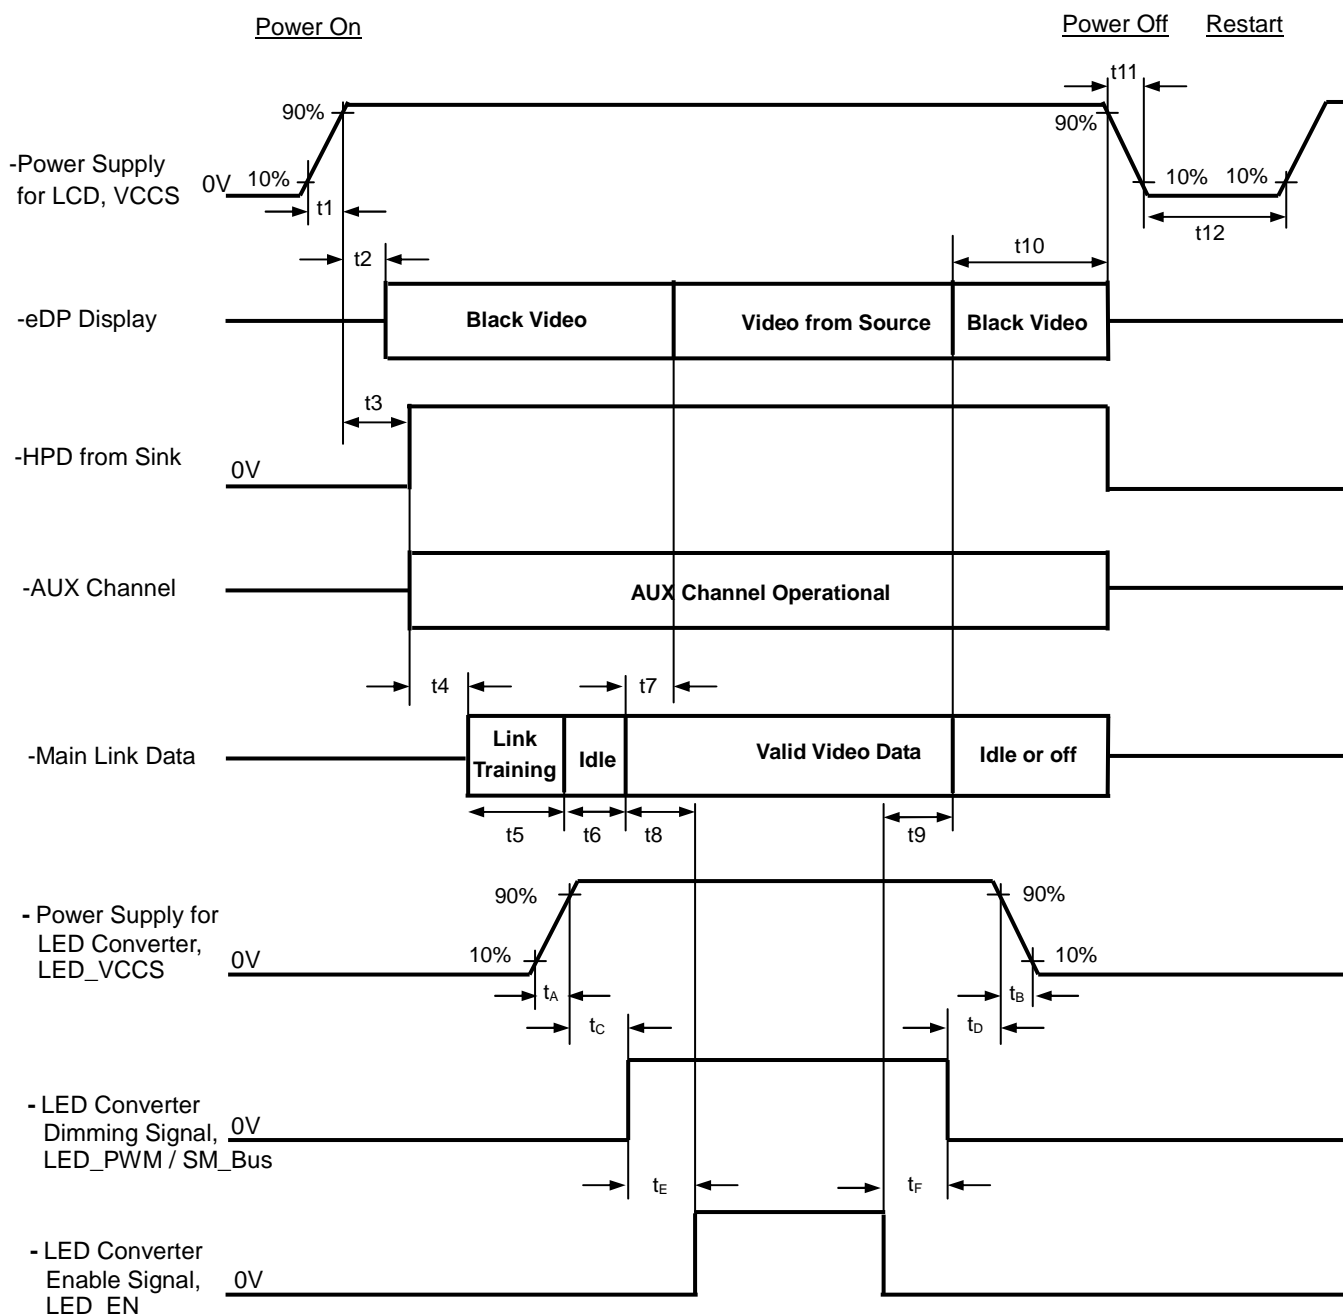 Power On
Power Off
Restart
t11
90%
90%
-Power Supply
for LCD, VCCS
0V
10%
10%
10%
t1
t12
t2
t10
-eDP Display
Black Video
Video from Source
Black Video
t3
-HPD from Sink
0V
-AUX Channel
AUX Channel Operational
t4
t7
-Main Link Data
Link
Training
Idle
Valid Video Data
Idle or off
t5
t6
t8
t9
90%
90%
- Power Supply for
LED Converter,
LED_VCCS
0V
10%
10%
tA
tB
tC
tD
- LED Converter
Dimming Signal,
LED_PWM / SM_Bus
0V
tE
tF
- LED Converter
Enable Signal,
LED_EN
0V